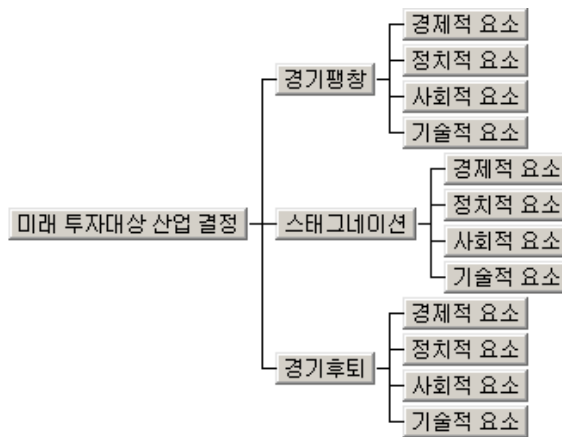 경제적 요소
정치적 요소
경기팽창
사회적 요소
기술적 요소
경제적 요소
정치적 요소
미래 투자대상 산업 결정
스태그네이션
사회적 요소
기술적 요소
경제적 요소
정치적 요소
경기후퇴
사회적 요소
기술적 요소